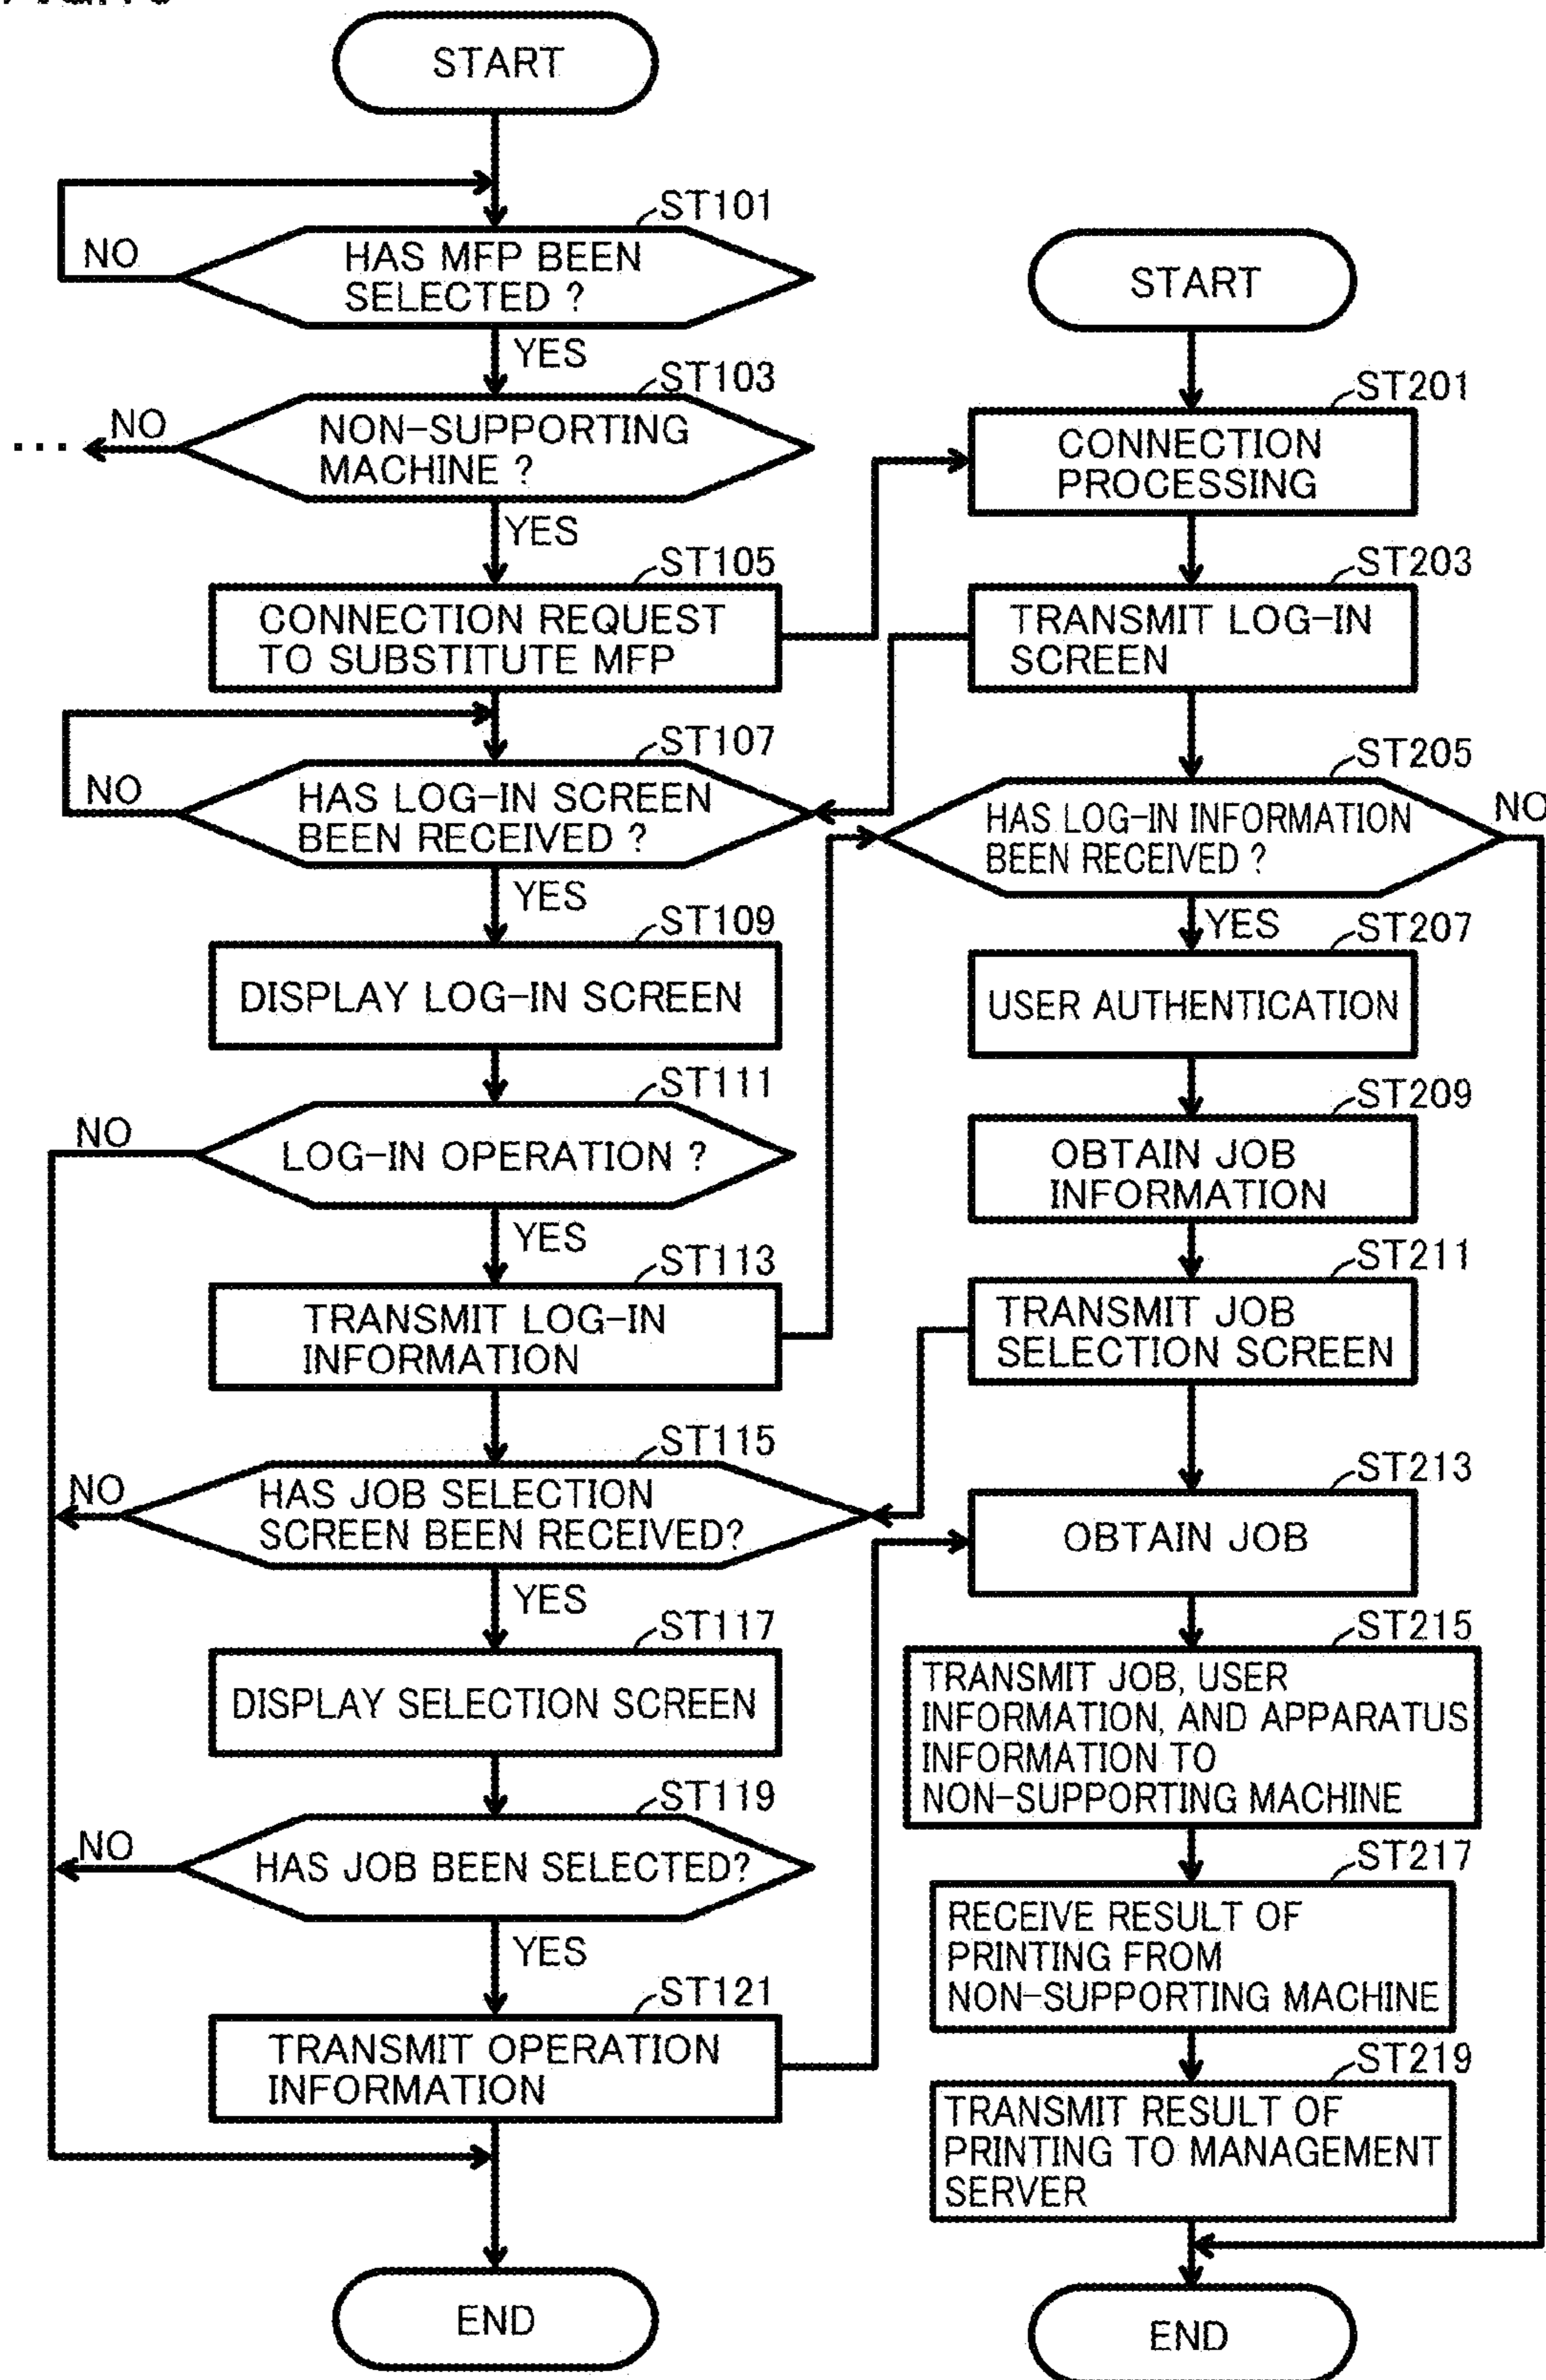 START
ST101
NO
HAS MFP BEEN
SELECTED ?
YES
ST103
... NO
NON-SUPPORTING
MACHINE ?
YES
ST105
CONNECTION REQUEST
TO SUBSTITUTE MFP
ST107
NO
HAS LOG-IN SCREEN
BEEN RECEIVED ?
YES
ST109
DISPLAY LOG-IN SCREEN
ST111
NO
LOG-IN OPERATION ?
YES
ST113
TRANSMIT LOG-IN
INFORMATION
ST115
NO
HAS JOB SELECTION
SCREEN BEEN RECEIVED?
YES
ST117
DISPLAY SELECTION SCREEN
ST119
NO
HAS JOB BEEN SELECTED?
YES
ST121
TRANSMIT OPERATION
INFORMATION
END
START
ST201
CONNECTION
PROCESSING
ST203
TRANSMIT LOG-IN
SCREEN
ST205
NO
HAS LOG-IN INFORMATION
BEEN RECEIVED ?
YES
ST207
USER AUTHENTICATION
ST209
OBTAIN JOB
INFORMATION
ST211
TRANSMIT JOB
SELECTION SCREEN
ST213
OBTAIN JOB
ST215
TRANSMIT JOB, USER
INFORMATION, AND APPARATUS
INFORMATION TO
NON-SUPPORTING MACHINE
ST217
RECEIVE RESULT OF
PRINTING FROM
NON-SUPPORTING MACHINE
ST219
TRANSMIT RESULT OF
PRINTING TO MANAGEMENT
SERVER
END